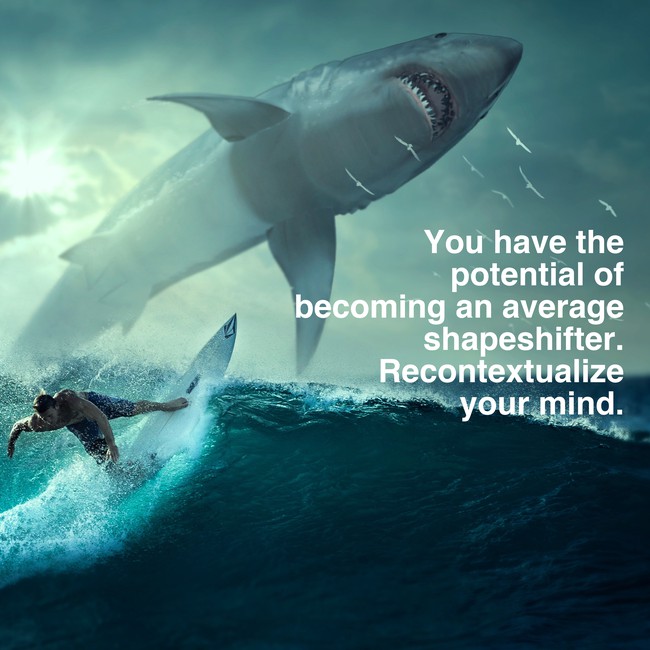 You have the
potential of
becoming an average
shapeshifter.
Recontextualize
your mind.